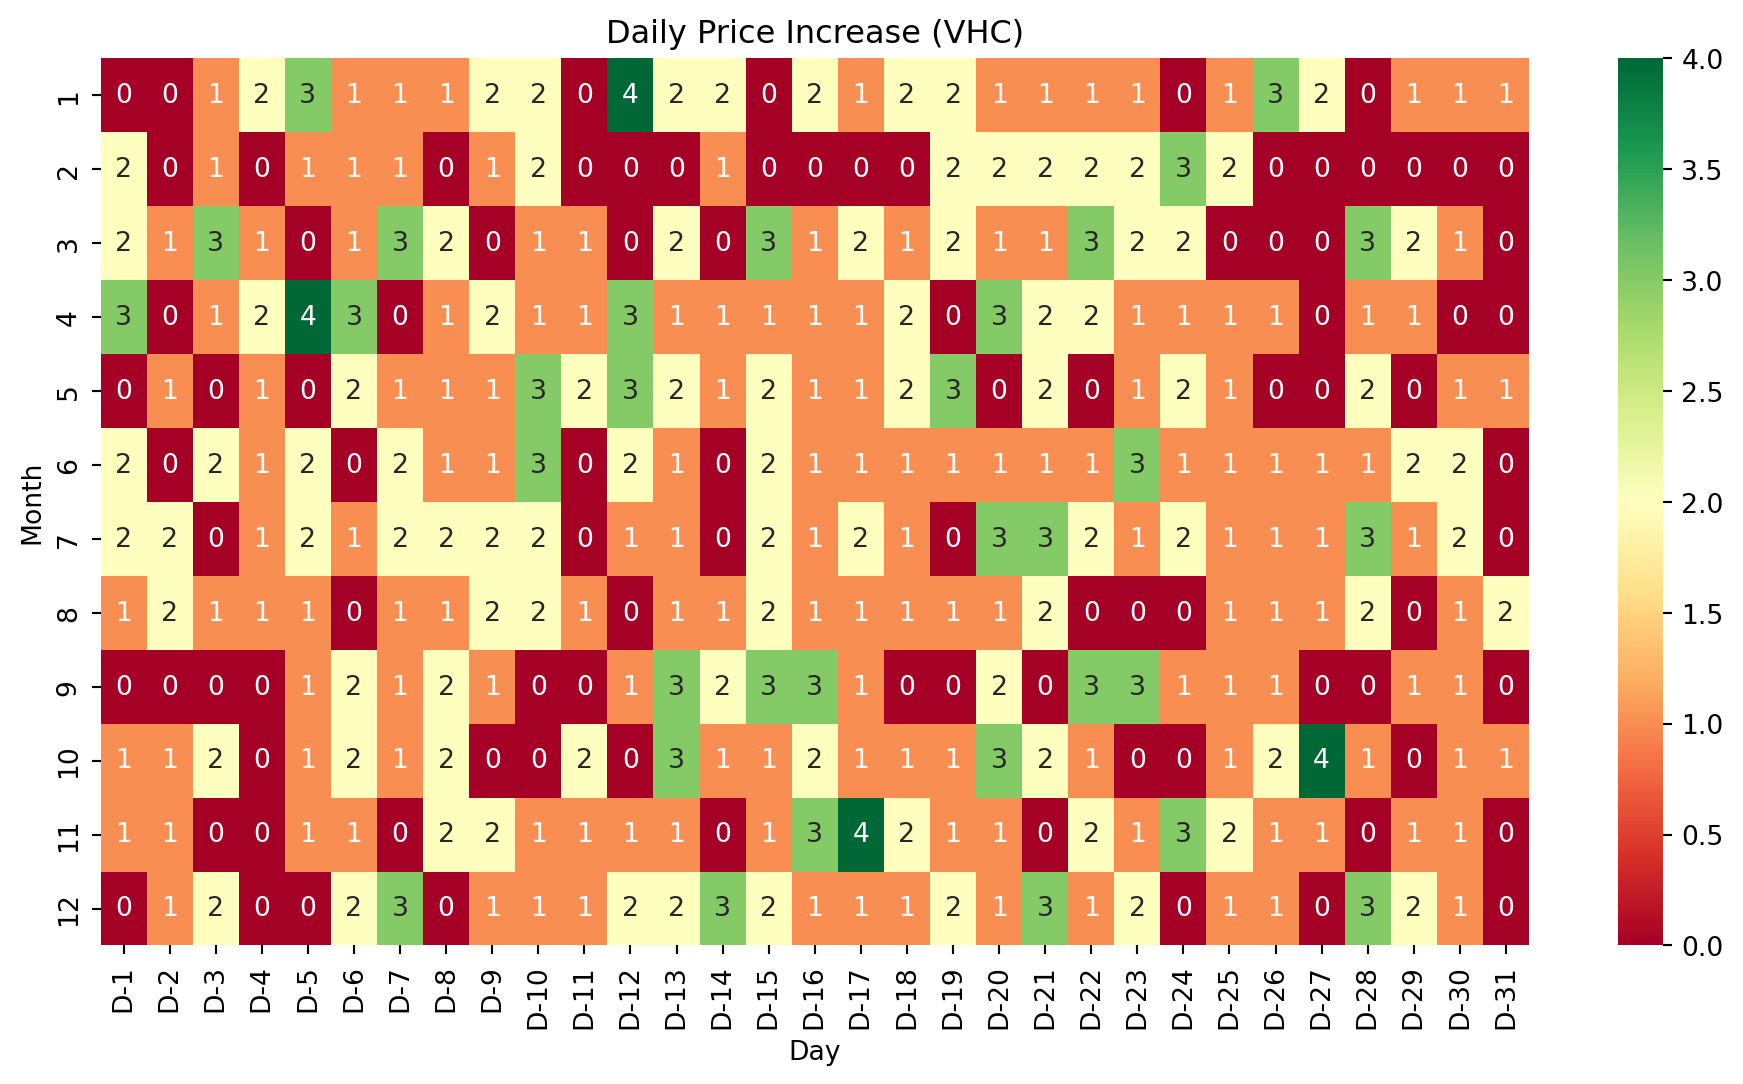 Daily Price Increase (VHC)
1 0 0 1 2 3 1 1 1 2 2 0 4 2 2 0 2 1 2 2 1 1 1 1 0 1 3 2 0 1 1 1
2 2 0 1 0 1 1 1 0 1 2 0 0 0 1 0 0 0 0 2 2 2 2 2 3 2 0 0 0 0 0 0
3 2 1 3 1 0 1 3 2 0 1 1 0 2 0 3 1 2 1 2 1 1 3 2 2 0 0 0 3 2 1 0
4 3 0 1 2 4 3 0 1 2 1 1 3 1 1 1 1 1 2 0 3 2 2 1 1 1 1 0 1 1 0 0
5 0 1 0 1 0 2 1 1 1 3 2 3 2 1 2 1 1 2 3 0 2 0 1 2 1 0 0 2 0 1 1
6 2 0 2 1 2 0 2 1 1 3 0 2 1 0 2 1 1 1 1 1 1 1 3 1 1 1 1 1 2 2 0
7 2 2 0 1 2 1 2 2 2 2 0 1 1 0 2 1 2 1 0 3 3 2 1 2 1 1 1 3 1 2 0
8 1 2 1 1 1 0 1 1 2 2 1 0 1 1 2 1 1 1 1 1 2 0 0 0 1 1 1 2 0 1 2
9 0 0 0 0 1 2 1 2 1 0 0 1 3 2 3 3 1 0 0 2 0 3 3 1 1 1 0 0 1 1 0
10 1 1 2 0 1 2 1 2 0 0 2 0 3 1 1 2 1 1 1 3 2 1 0 0 1 2 4 1 0 1 1
11 1 1 0 0 1 1 0 2 2 1 1 1 1 0 1 3 4 2 1 1 0 2 1 3 2 1 1 0 1 1 0
12 0 1 2 0 0 2 3 0 1 1 1 2 2 3 2 1 1 1 2 1 3 1 2 0 1 1 0 3 2 1 0
Month
D-1 D-2 D-3 D-4 D-5 D-6 D-7 D-8 D-9 D-10 D-11 D-12 D-13 D-14 D-15 D-16 D-17 D-18 D-19 D-20 D-21 D-22 D-23 D-24 D-25 D-26 D-27 D-28 D-29 D-30 D-31
Day
4.0
3.5
3.0
2.5
2.0
1.5
1.0
0.5
0.0